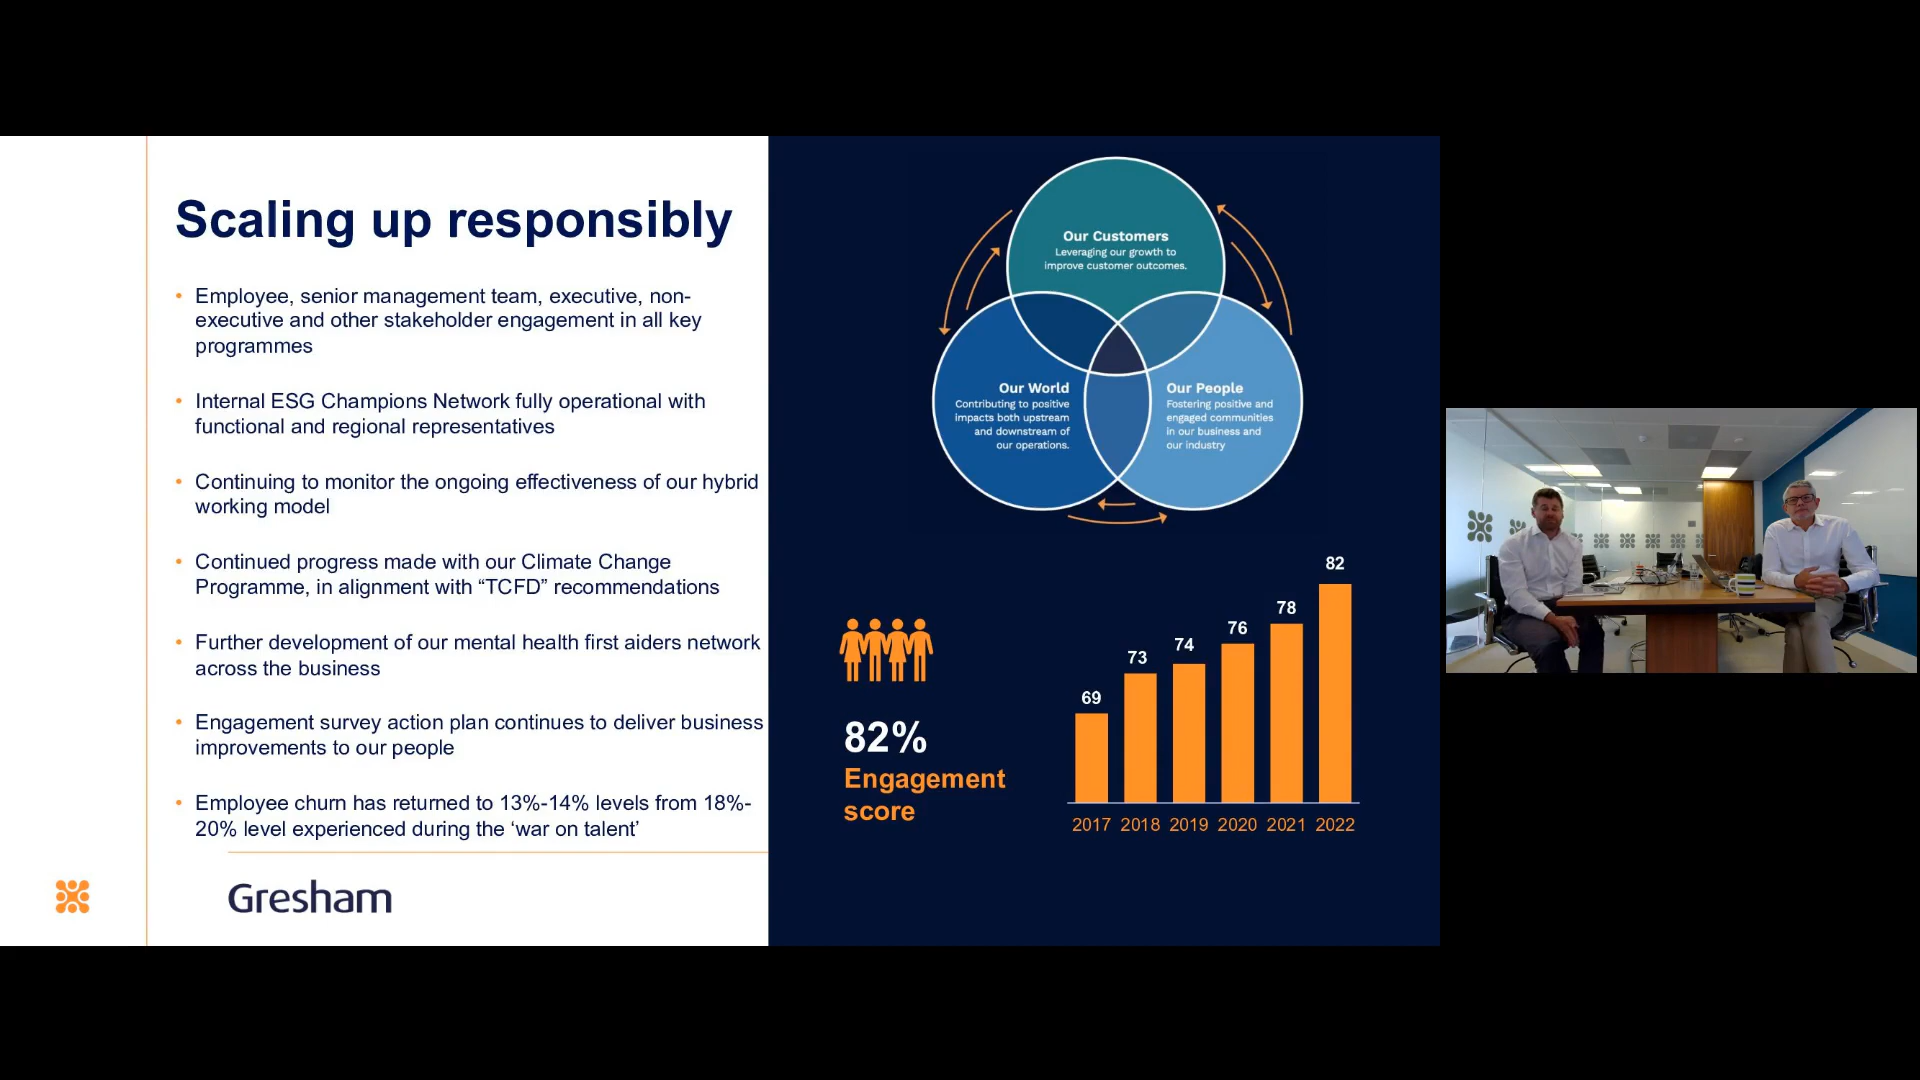 Scaling up responsibly
• Employee, senior management team, executive, non-
executive and other stakeholder engagement in all key
programmes
• Internal ESG Champions Network fully operational with
functional and regional representatives
• Continuing to monitor the ongoing effectiveness of our hybrid
working model
• Continued progress made with our Climate Change
Programme, in alignment with “TCFD” recommendations
• Further development of our mental health first aiders network
across the business
• Engagement survey action plan continues to deliver business
improvements to our people
• Employee churn has returned to 13%-14% levels from 18%-
20% level experienced during the ‘war on talent’
Gresham
Our Customers
Leveraging our growth to
improve customer outcomes.
Our World
Contributing to positive
impacts both upstream
and downstream of
our operations.
Our People
Fostering positive and
engaged communities
in our business and
our industry
82%
Engagement
score
69
73
74
76
78
82
2017 2018 2019 2020 2021 2022